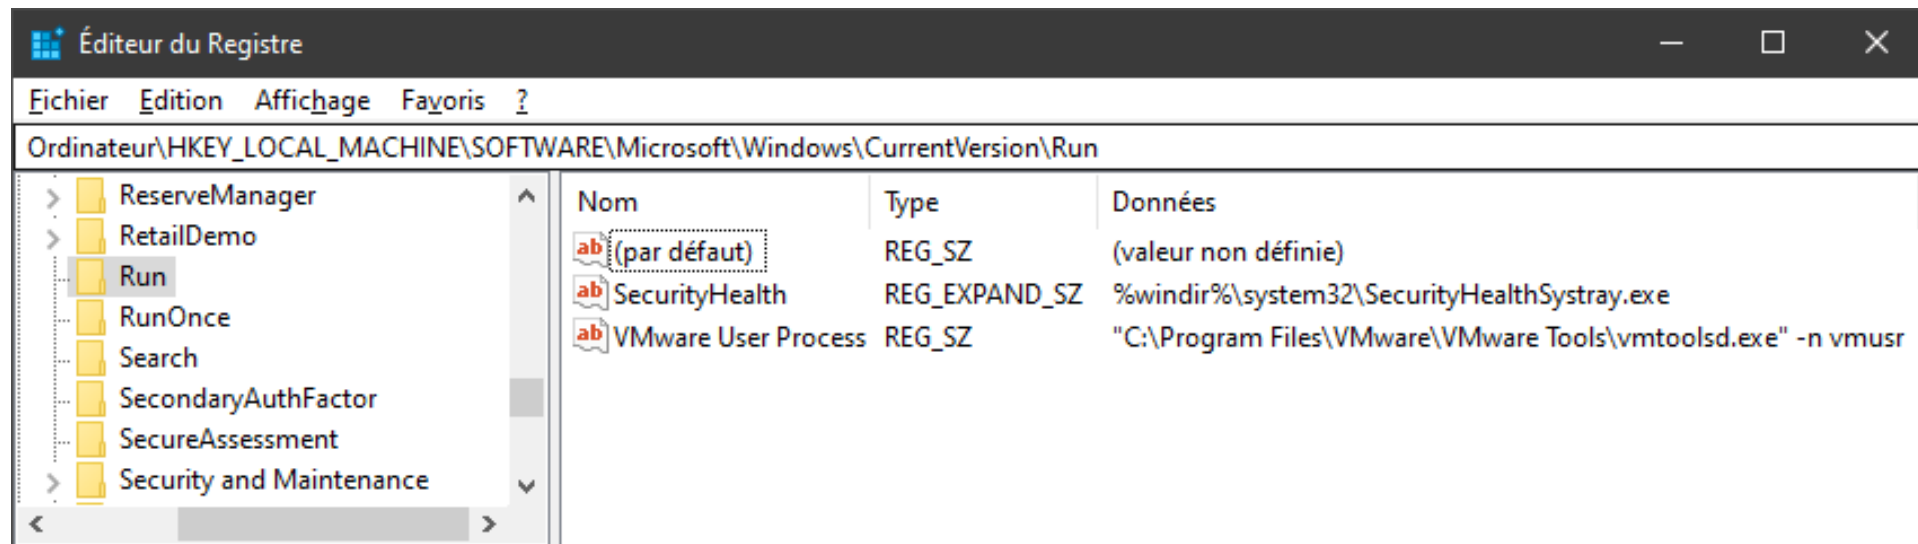 Éditeur du Registre
Fichier Edition Affichage Favoris ?
Ordinateur\HKEY_LOCAL_MACHINE\SOFTWARE\Microsoft\Windows\CurrentVersion\Run
ReserveManager
RetailDemo
Run
RunOnce
Search
SecondaryAuthFactor
SecureAssessment
Security and Maintenance
Nom Type Données
(par défaut) REG_SZ (valeur non définie)
SecurityHealth REG_EXPAND_SZ %windir%\system32\SecurityHealthSystray.exe
VMware User Process REG_SZ "C:\Program Files\VMware\VMware Tools\vmtoolsd.exe" -n vmusr